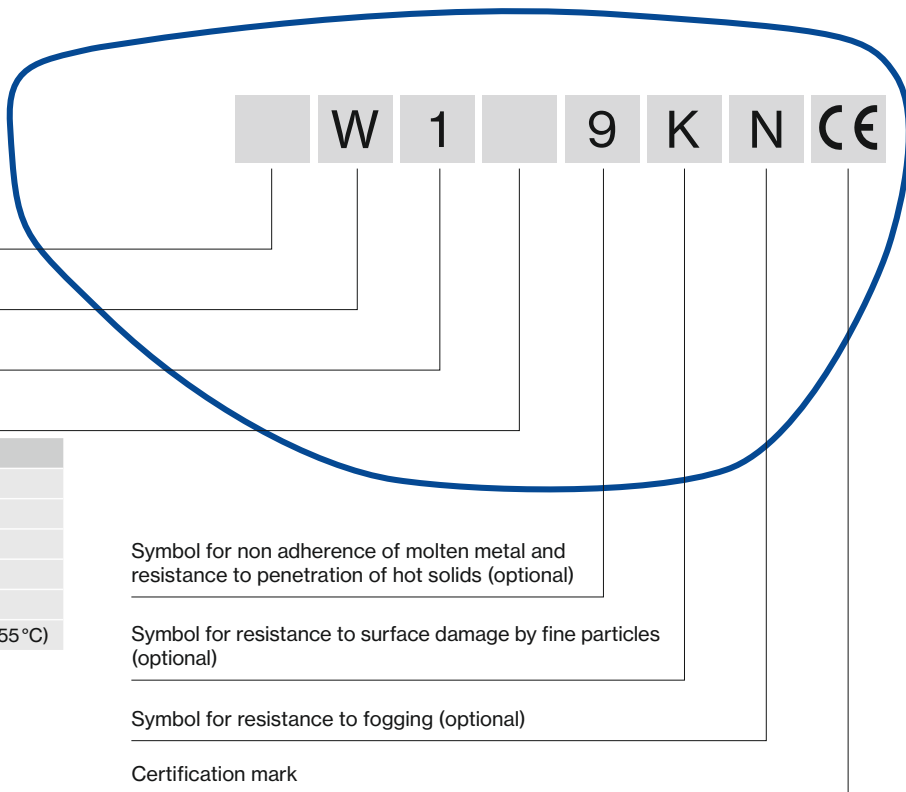 W 1 9 K N CE
55 °C)
Symbol for non adherence of molten metal and
resistance to penetration of hot solids (optional)
Symbol for resistance to surface damage by fine particles
(optional)
Symbol for resistance to fogging (optional)
Certification mark